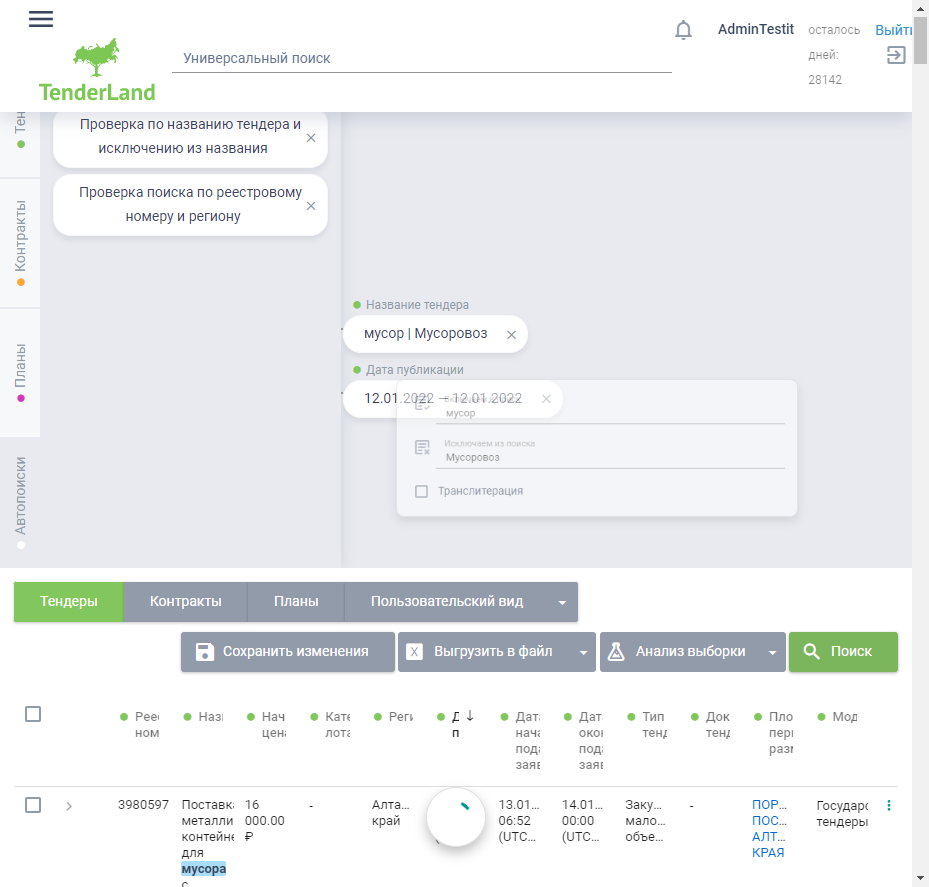 TenderLand
Универсальный поиск
AdminTestit
осталось
дней:
28142
Выйти
Тен
Контракты
Планы
Автопоиски
Проверка по названию тендера и
исключению из названия
Проверка поиска по реестровому
номеру и региону
Название тендера
мусор | Мусоровоз
Дата публикации
12.01.2022 – 12.01.2022
мусор
Исключаем из поиска
Мусоровоз
Транслитерация
Тендеры
Контракты
Планы
Пользовательский вид
Сохранить изменения
X Выгрузить в файл
Анализ выборки
Поиск
Рее
ном
Наз
Нач
цен
Кате
лота
Реги
Д
п
Дат
нача
пода
заяв
Дат
окон
пода
заяв
Тип
тенд
Док
тенд
Пло
пер
разм
Мод
3980597
Поставка
металли
контейне
для
мусора
с
16
000.00
₽
-
Алта...
край
13.01...
06:52
(UTC...
14.01...
00:00
(UTC...
Заку...
мало...
объе...
-
ПОР...
ПОС...
АЛТ...
КРАЯ
Государс
тендеры